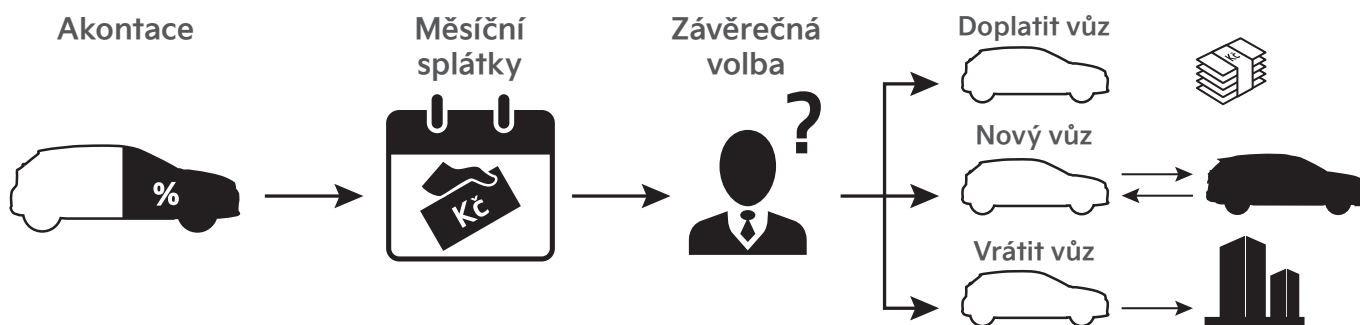 Akontace
%
Měsíční
splátky
Kč
Závěrečná
volba
?
Doplatit vůz
Kč
Nový vůz
Vrátit vůz